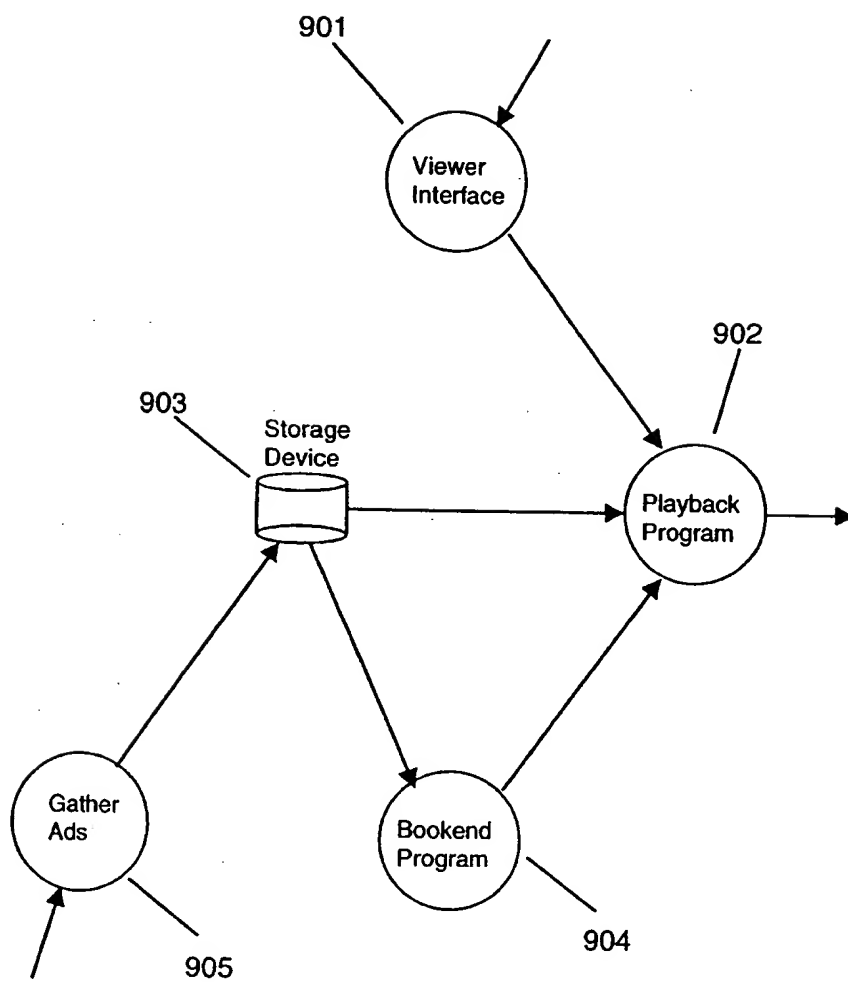 901
Viewer
Interface
902
903
Storage
Device
Playback
Program
Gather
Ads
Bookend
Program
904
905